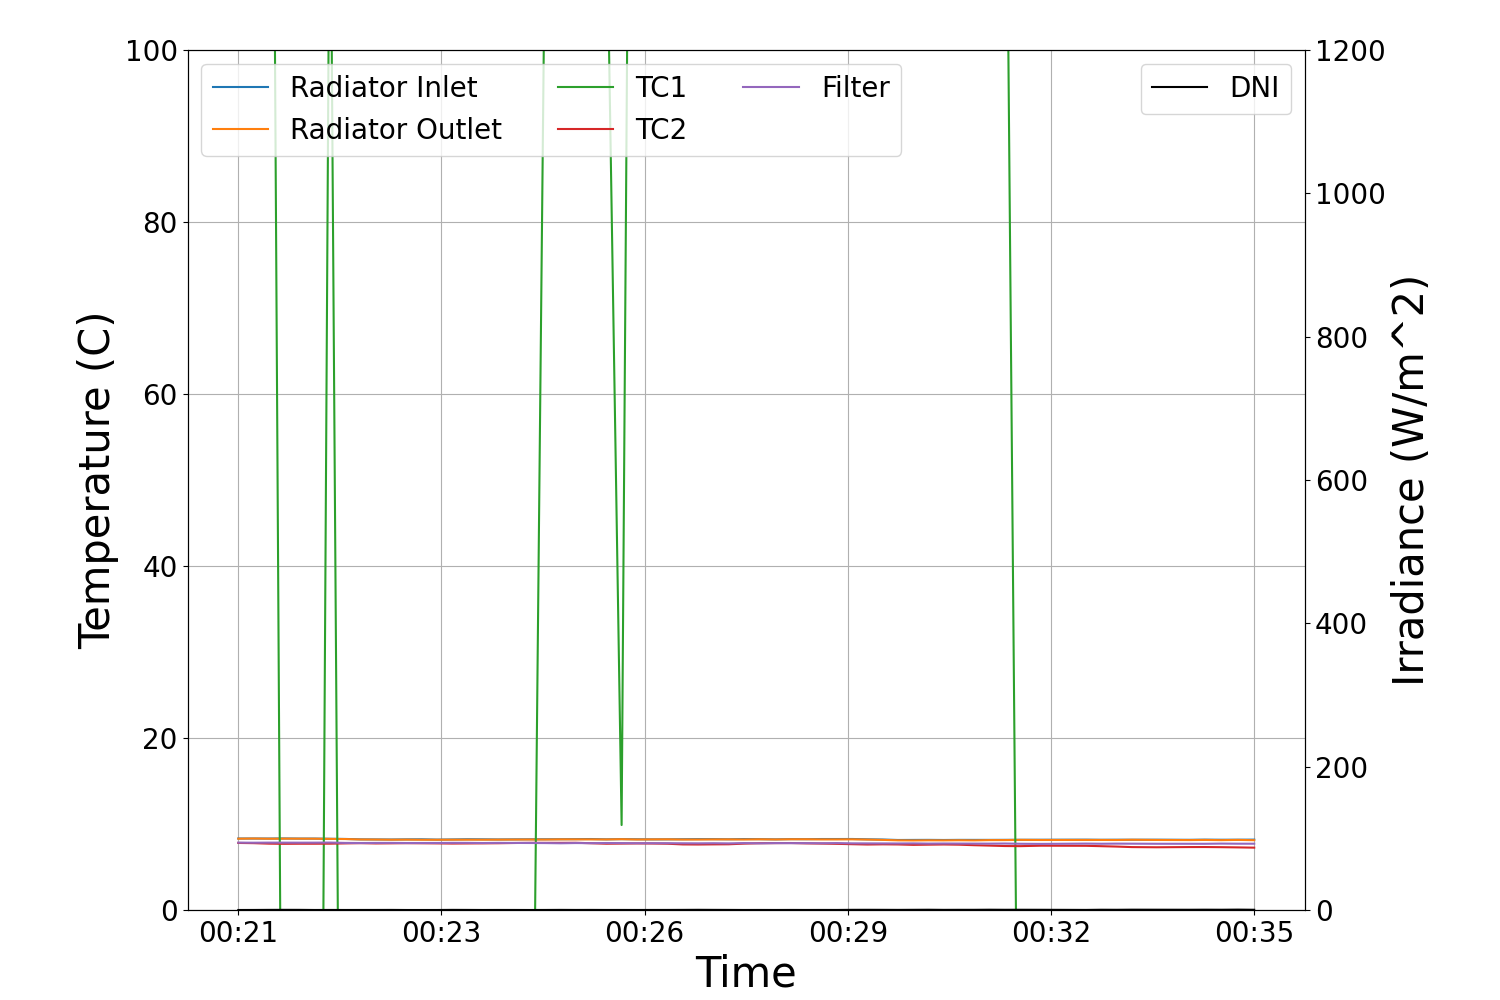 100
80
60
40
20
0
Temperature (C)
Radiator Inlet
Radiator Outlet
TC1
TC2
Filter
DNI
1200
1000
800
600
400
200
0
Irradiance (W/m^2)
00:21
00:23
00:26
00:29
00:32
00:35
Time